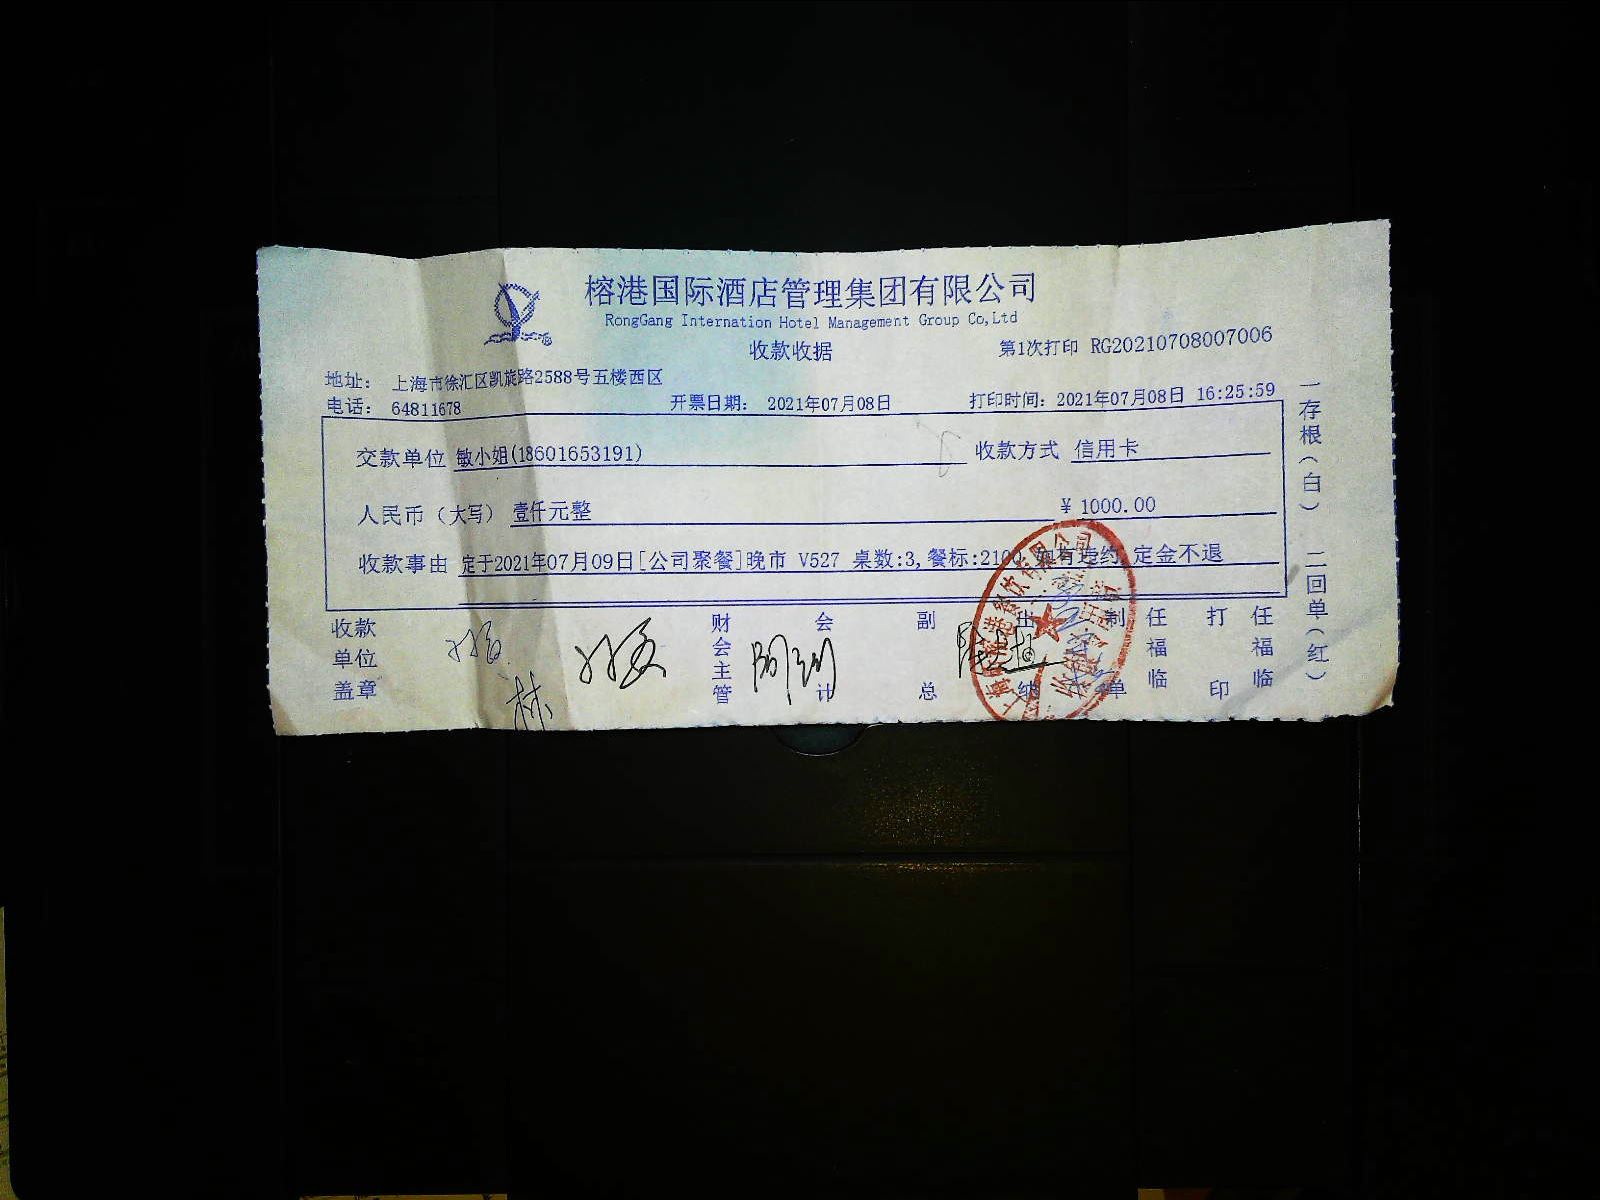 榕港国际酒店管理集团有限公司
RongGang Internation Hotel Management Group Co,Ltd
收款收据
第1次打印 RG20210708007006
地址： 上海市徐汇区凯旋路2588号五楼西区
电话： 64811678
开票日期： 2021年07月08日
打印时间：2021年07月08日 16:25:59
交款单位 敏小姐(18601653191)
收款方式 信用卡
人民币（大写） 壹仟元整
¥ 1000.00
收款事由 定于2021年07月09日[公司聚餐]晚市 V527 桌数:3,餐标:2100,如有违约,定金不退
收款单位盖章
财会主管
会计
副总
出纳
制单
任福临
打印
任福临
一存根（白） 二回单（红）
林